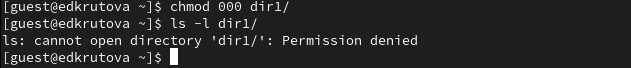 [guest@edkrutova ~]$ chmod 000 dir1/
[guest@edkrutova ~]$ ls -l dir1/
ls: cannot open directory 'dir1/': Permission denied
[guest@edkrutova ~]$